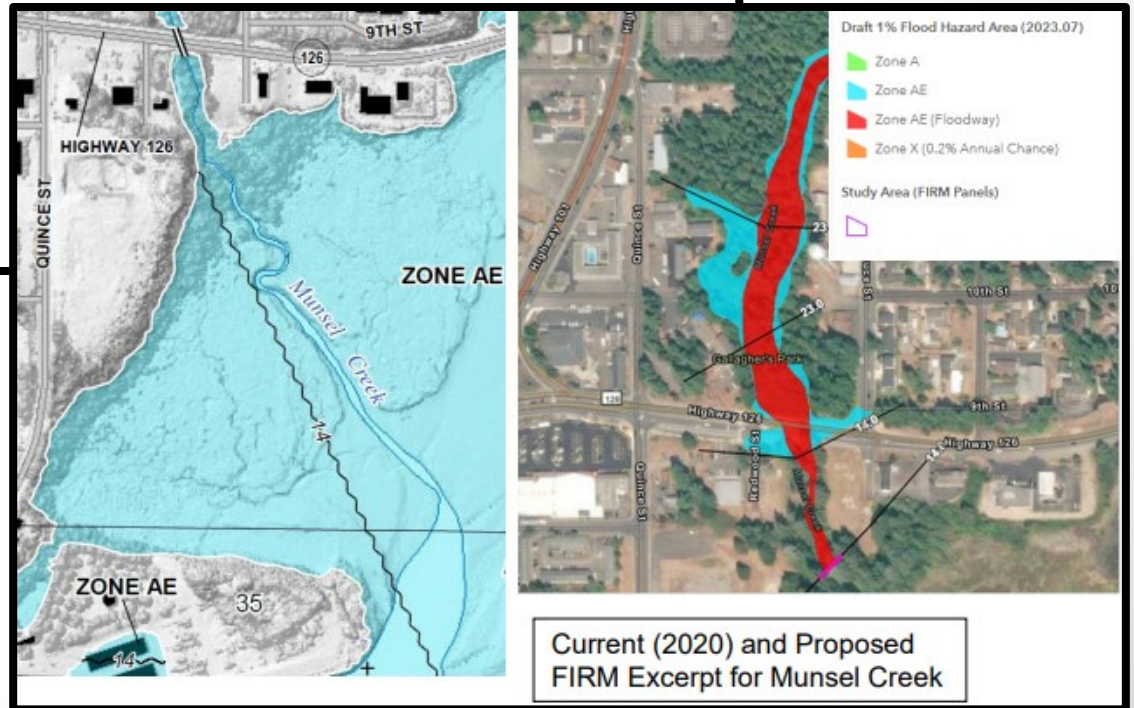 9TH ST
126
HIGHWAY 126
QUINCE ST
ZONE AE
Munsel
Creek
14
ZONE AE
35
14
Draft 1% Flood Hazard Area (2023.07)
Zone A
Zone AE
Zone AE (Floodway)
Zone X (0.2% Annual Chance)
Study Area (FIRM Panels)
Highway 101
Quince St
Munsel Creek
10th St
23.0
Gallagher's Park
126
Highway 126
9th St
14.0
Highway 126
Redwood St
Quince St
Current (2020) and Proposed
FIRM Excerpt for Munsel Creek